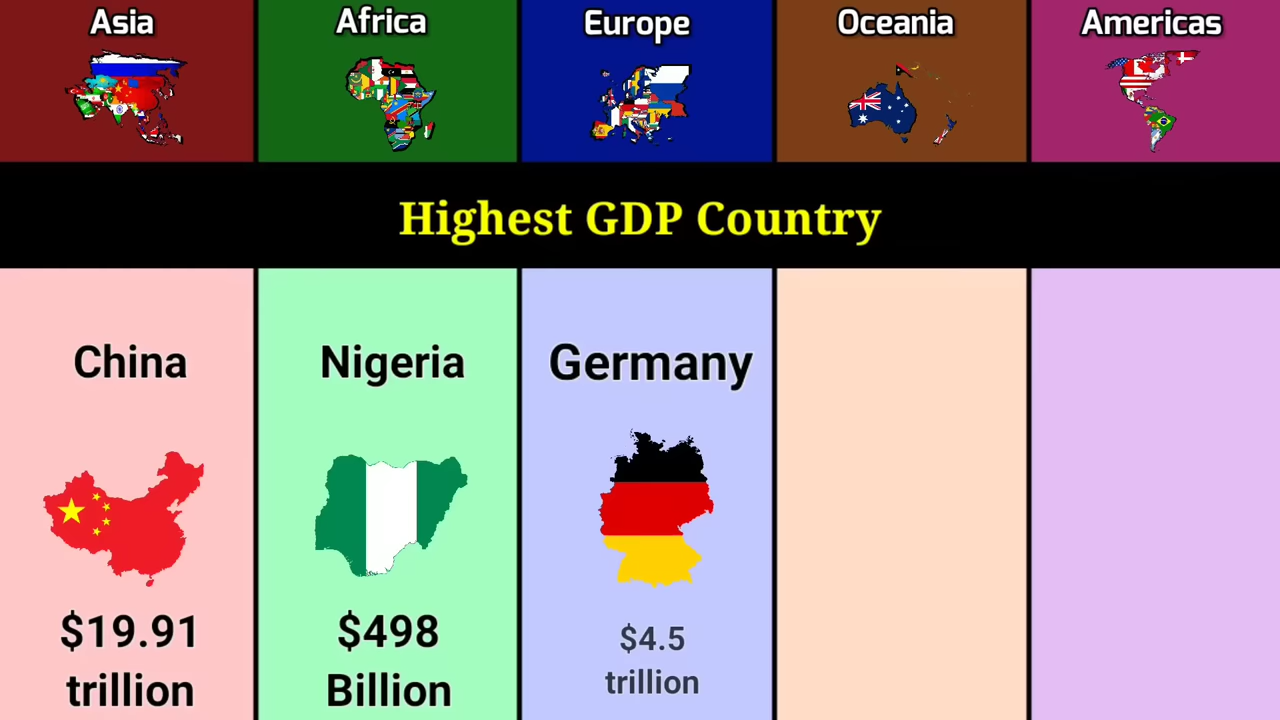 Asia
Africa
Europe
Oceania
Americas
Highest GDP Country
China
Nigeria
Germany
$19.91
trillion
$498
Billion
$4.5
trillion